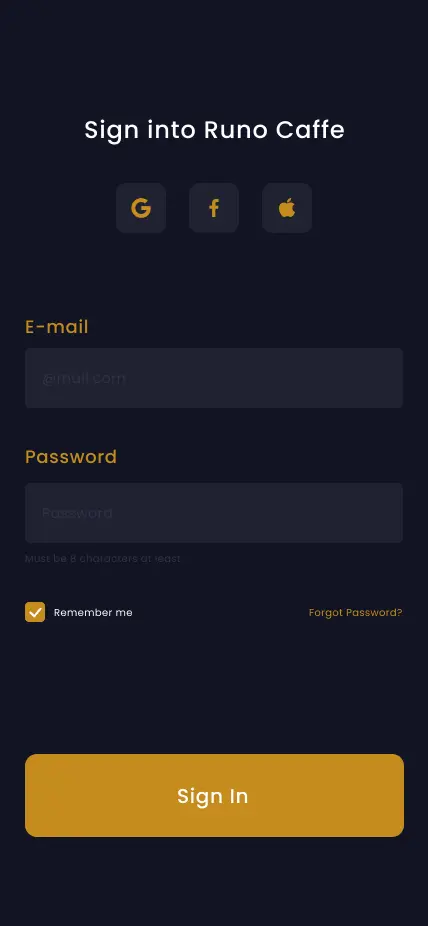 Sign into Runo Caffe
E-mail
@mail.com
Password
Password
Must be 8 characters at least
Remember me
Forgot Password?
Sign In